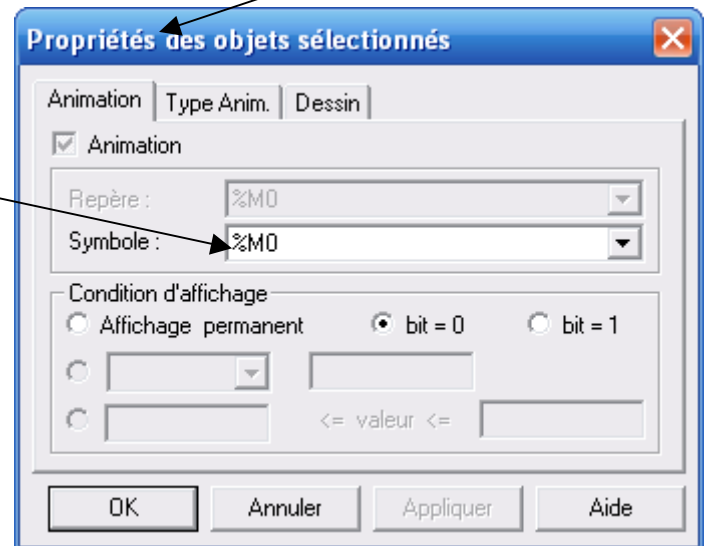 Propriétés des objets sélectionnés
Animation Type Anim. Dessin
Animation
Repère : %M0
Symbole : %M0
Condition d'affichage
Affichage permanent bit = 0 bit = 1
<= valeur <=
OK Annuler Appliquer Aide